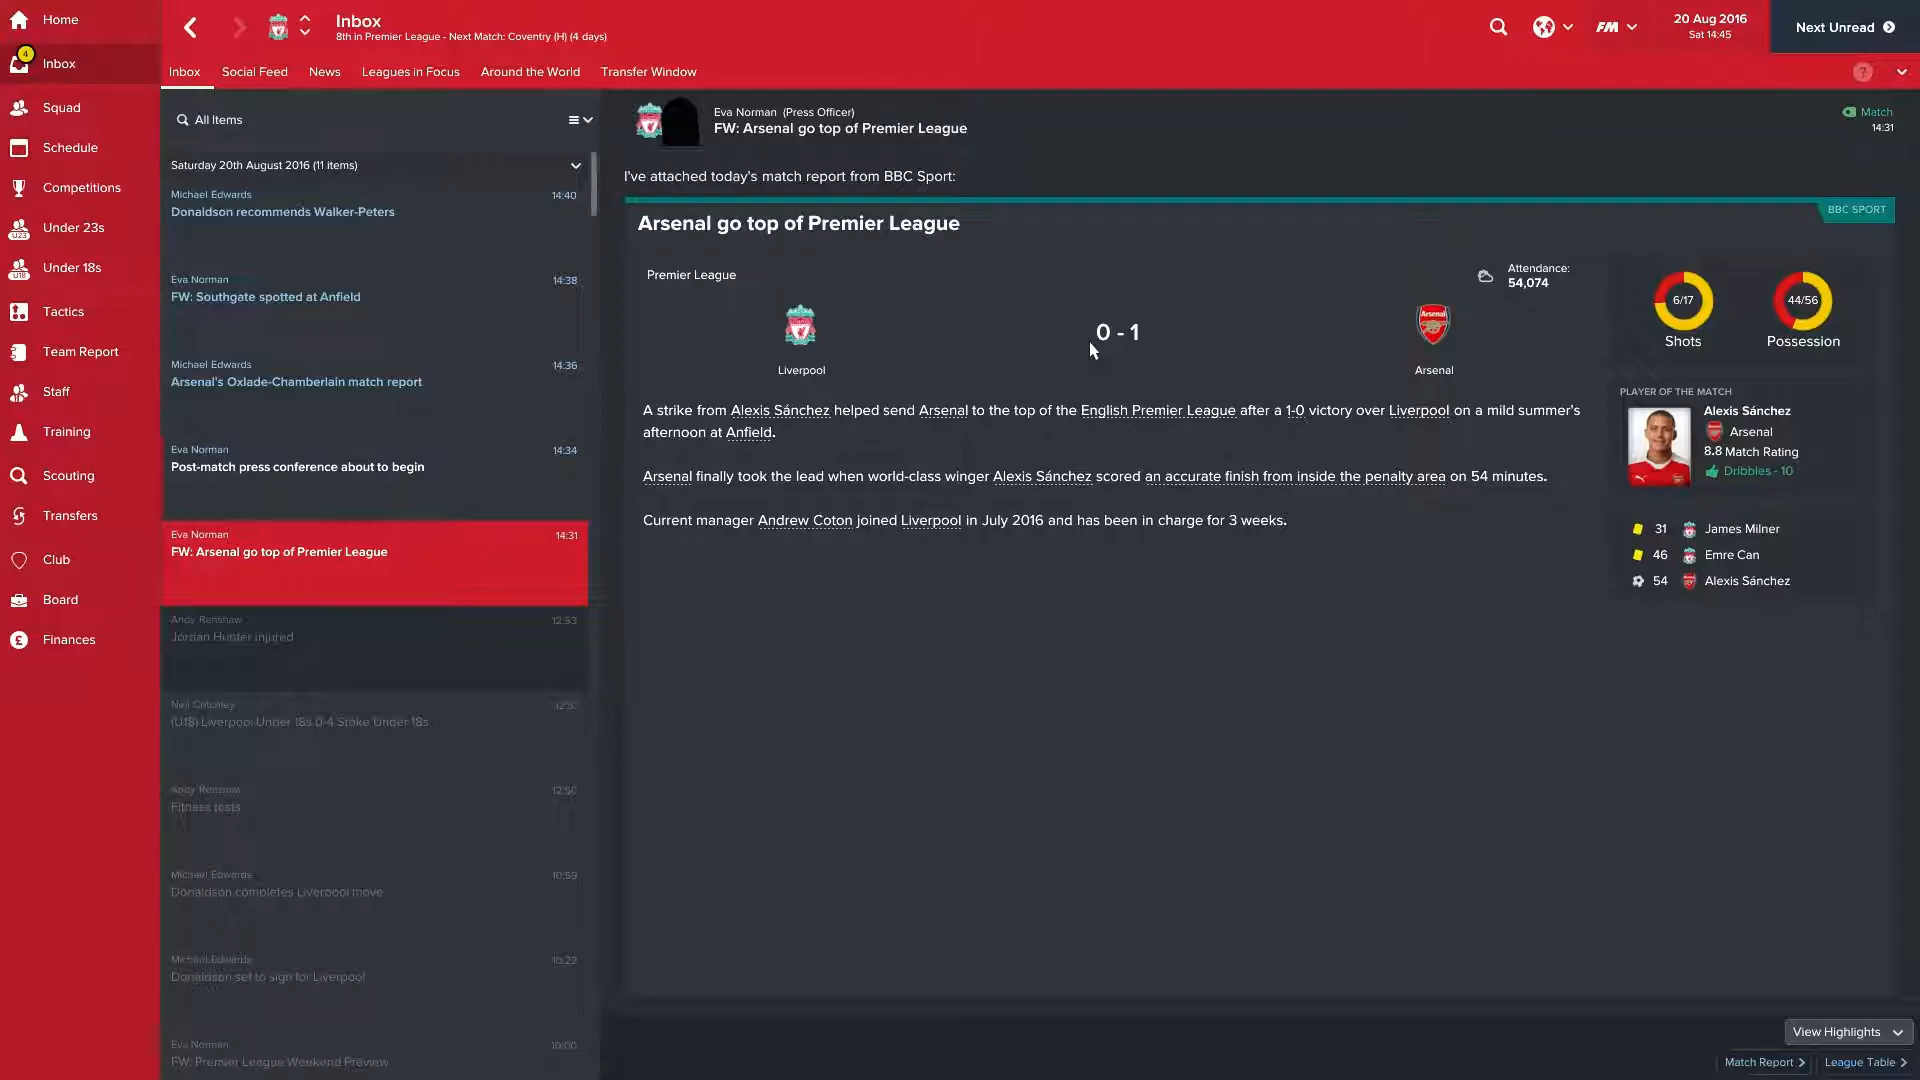 Home
4
Inbox
Squad
Schedule
Competitions
Under 23s
Under 18s
Tactics
Team Report
Staff
Training
Scouting
Transfers
Club
Board
Finances
Inbox
8th in Premier League - Next Match: Coventry (H) (4 days)
FM
20 Aug 2016
Sat 14:45
Next Unread
Inbox Social Feed News Leagues in Focus Around the World Transfer Window
?
All Items
Saturday 20th August 2016 (11 items)
Michael Edwards 14:40
Donaldson recommends Walker-Peters
Eva Norman 14:38
FW: Southgate spotted at Anfield
Michael Edwards 14:36
Arsenal's Oxlade-Chamberlain match report
Eva Norman 14:34
Post-match press conference about to begin
Eva Norman 14:31
FW: Arsenal go top of Premier League
Andy Renshaw 12:53
Jordan Hunter injured
Neil Critchley
(U18) Liverpool Under 18s 0-4 Stoke Under 18s
Andy Renshaw 12:50
Fitness tests
Michael Edwards 10:59
Donaldson completes Liverpool move
Michael Edwards 10:22
Donaldson set to sign for Liverpool
Eva Norman 10:00
FW: Premier League Weekend Preview
Eva Norman (Press Officer)
FW: Arsenal go top of Premier League
Match
14:31
I've attached today's match report from BBC Sport:
BBC SPORT
Arsenal go top of Premier League
Premier League
Attendance:
54,074
Arsenal
0 - 1
Liverpool Arsenal
A strike from Alexis Sánchez helped send Arsenal to the top of the English Premier League after a 1-0 victory over Liverpool on a mild summer's
afternoon at Anfield.
Arsenal finally took the lead when world-class winger Alexis Sánchez scored an accurate finish from inside the penalty area on 54 minutes.
Current manager Andrew Coton joined Liverpool in July 2016 and has been in charge for 3 weeks.
6/17 44/56
Shots Possession
PLAYER OF THE MATCH
Alexis Sánchez
Arsenal
8.8 Match Rating
Dribbles - 10
31 James Milner
46 Emre Can
54 Alexis Sánchez
View Highlights
Match Report League Table